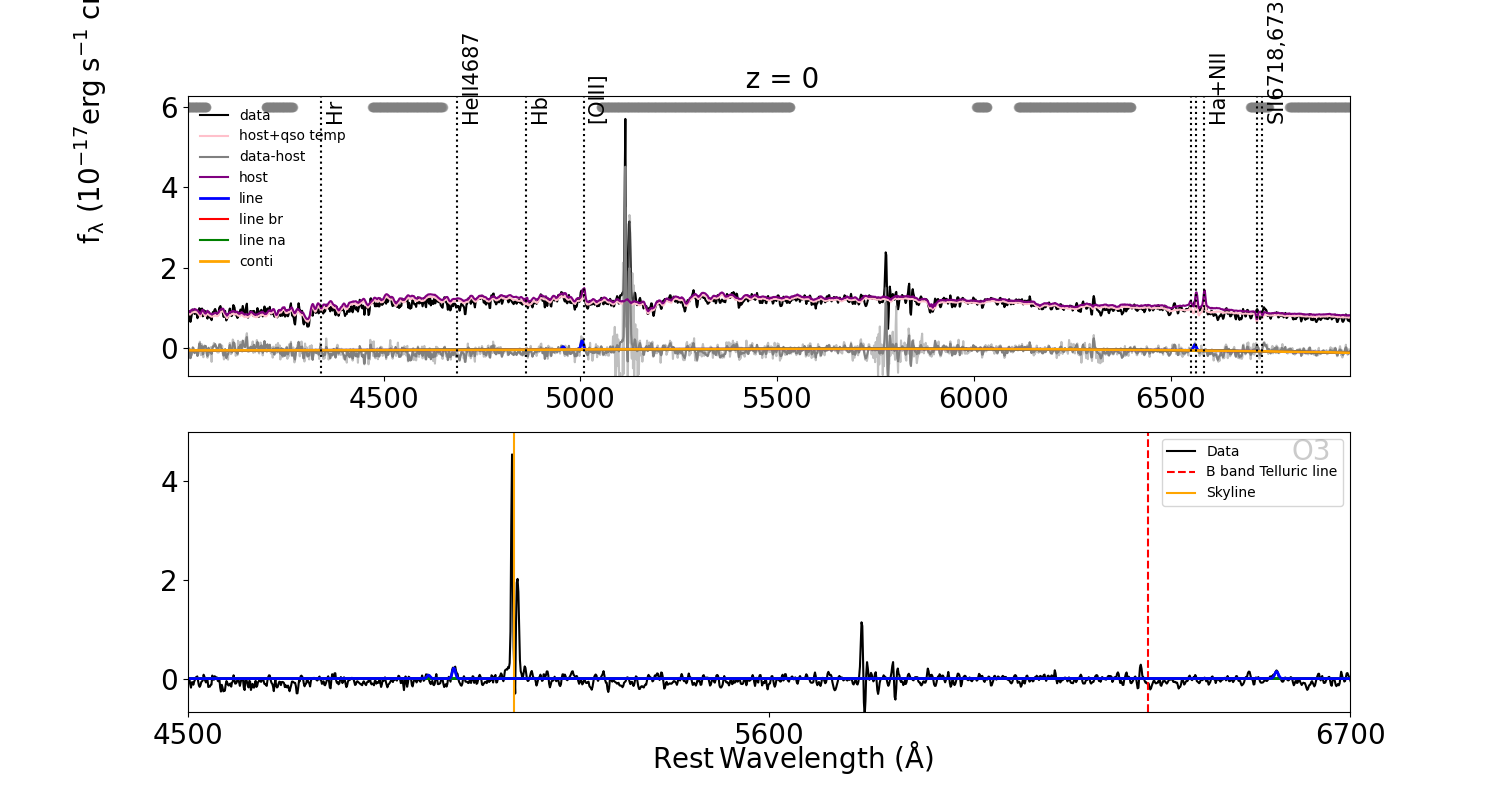 z = 0
f_λ (10^−17 erg s^−1
Hr
HeII4687
Hb
[OIII]
Ha+NII
SII6718,673
data
host+qso temp
data-host
host
line
line br
line na
conti
6
4
2
0
4500 5000 5500 6000 6500
O3
Data
B band Telluric line
Skyline
4
2
0
4500 5600 6700
Rest Wavelength (Å)